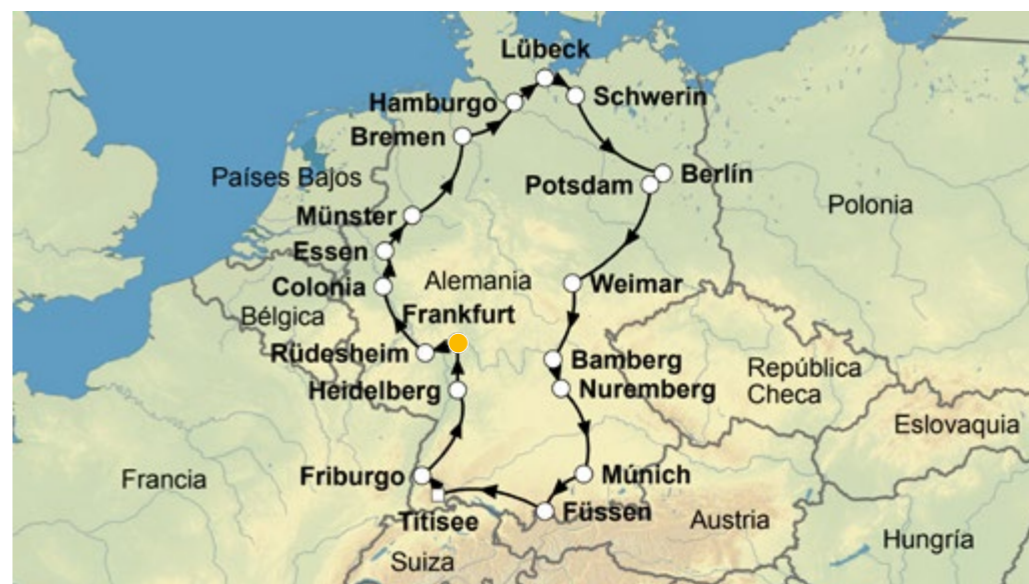 Lübeck
Hamburgo
Schwerin
Bremen
Países Bajos
Berlín
Potsdam
Polonia
Münster
Essen
Colonia
Alemania
Weimar
Bélgica
Frankfurt
Rüdesheim
Bamberg
República
Checa
Heidelberg
Nuremberg
Eslovaquia
Francia
Friburgo
Múnich
Titisee
Füssen
Austria
Hungría
Suiza